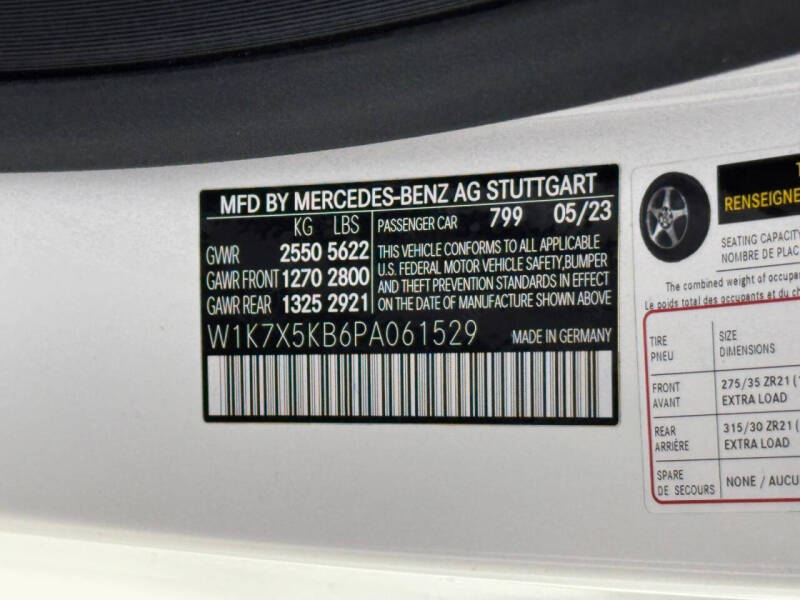 MFD BY MERCEDES-BENZ AG STUTTGART
KG LBS
GVWR 2550 5622
GAWR FRONT 1270 2800
GAWR REAR 1325 2921
PASSENGER CAR 799 05/23
THIS VEHICLE CONFORMS TO ALL APPLICABLE
U.S. FEDERAL MOTOR VEHICLE SAFETY,BUMPER
AND THEFT PREVENTION STANDARDS IN EFFECT
ON THE DATE OF MANUFACTURE SHOWN ABOVE
W1K7X5KB6PA061529
MADE IN GERMANY
RENSEIGNE
SEATING CAPACITY
NOMBRE DE PLAC
The combined weight of occupa
Le poids total des occupants et du ch
TIRE
PNEU
SIZE
DIMENSIONS
FRONT
AVANT
275/35 ZR21 (
EXTRA LOAD
REAR
ARRIÈRE
315/30 ZR21 (
EXTRA LOAD
SPARE
DE SECOURS
NONE / AUCU